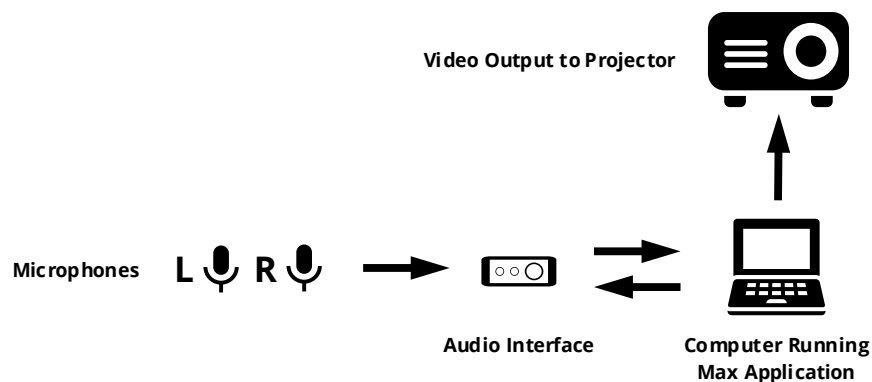 Video Output to Projector
Microphones
L
R
Audio Interface
Computer Running
Max Application